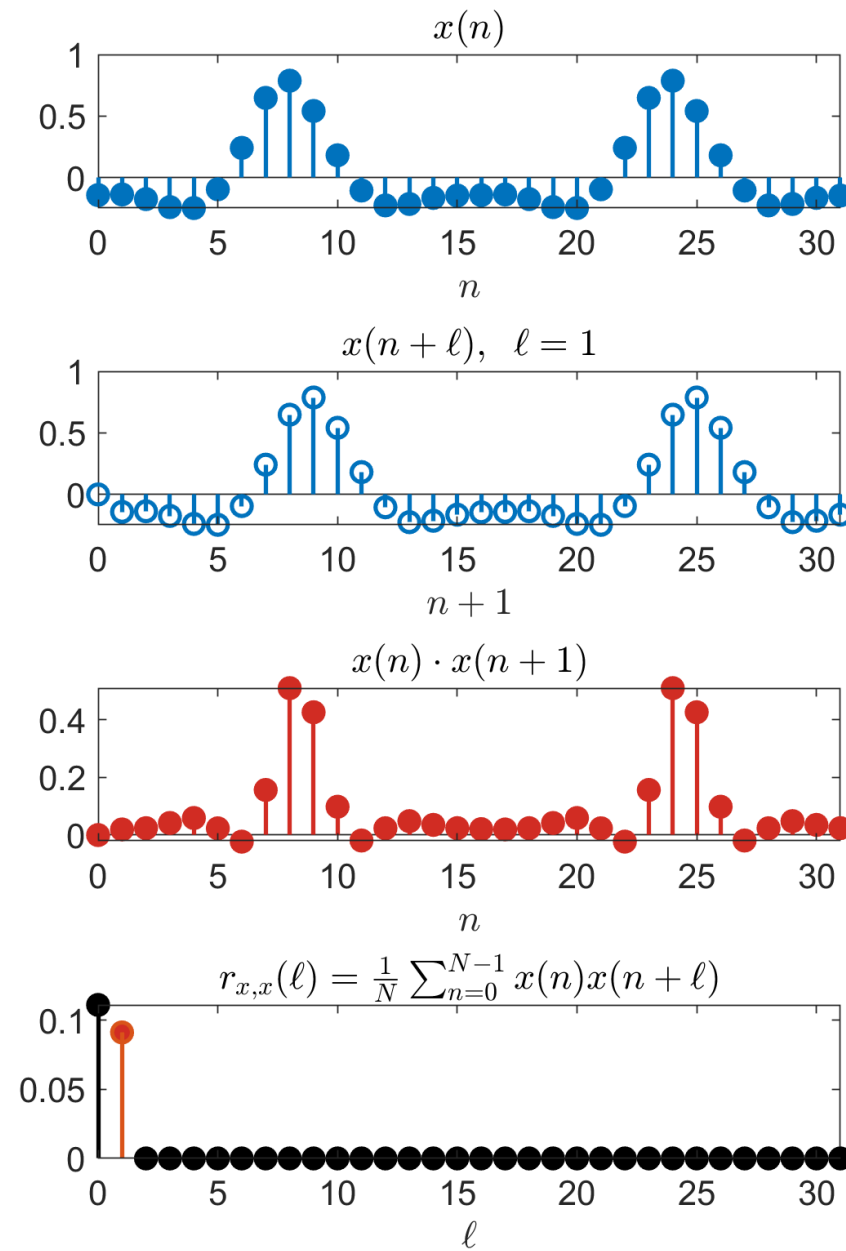 x(n)
1
0.5
0
0 5 10 15 20 25 30
n
x(n + ℓ), ℓ = 1
1
0.5
0
0 5 10 15 20 25 30
n + 1
x(n) · x(n + 1)
0.4
0.2
0
0 5 10 15 20 25 30
n
r_{x,x}(ℓ) = \frac{1}{N} \sum_{n=0}^{N-1} x(n)x(n + ℓ)
0.1
0.05
0
0 5 10 15 20 25 30
ℓ